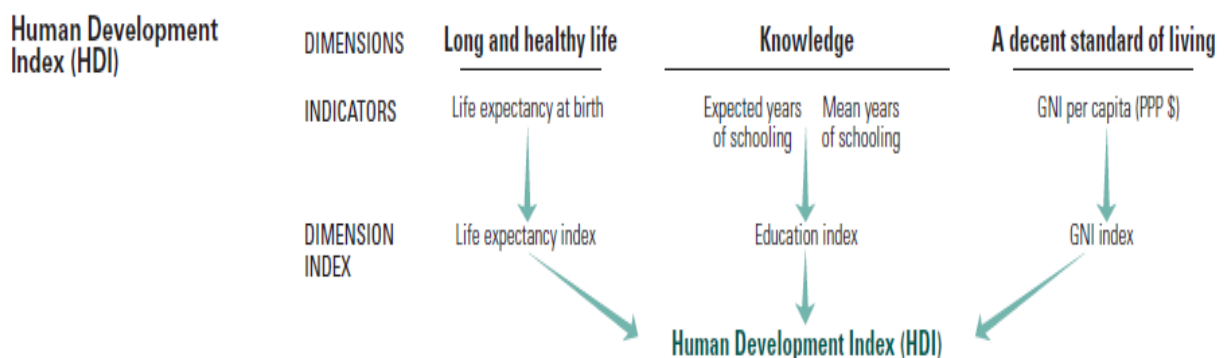 Human Development
Index (HDI)
DIMENSIONS
Long and healthy life
Knowledge
A decent standard of living
INDICATORS
Life expectancy at birth
Expected years
of schooling
Mean years
of schooling
GNI per capita (PPP $)
DIMENSION
INDEX
Life expectancy index
Education index
GNI index
Human Development Index (HDI)